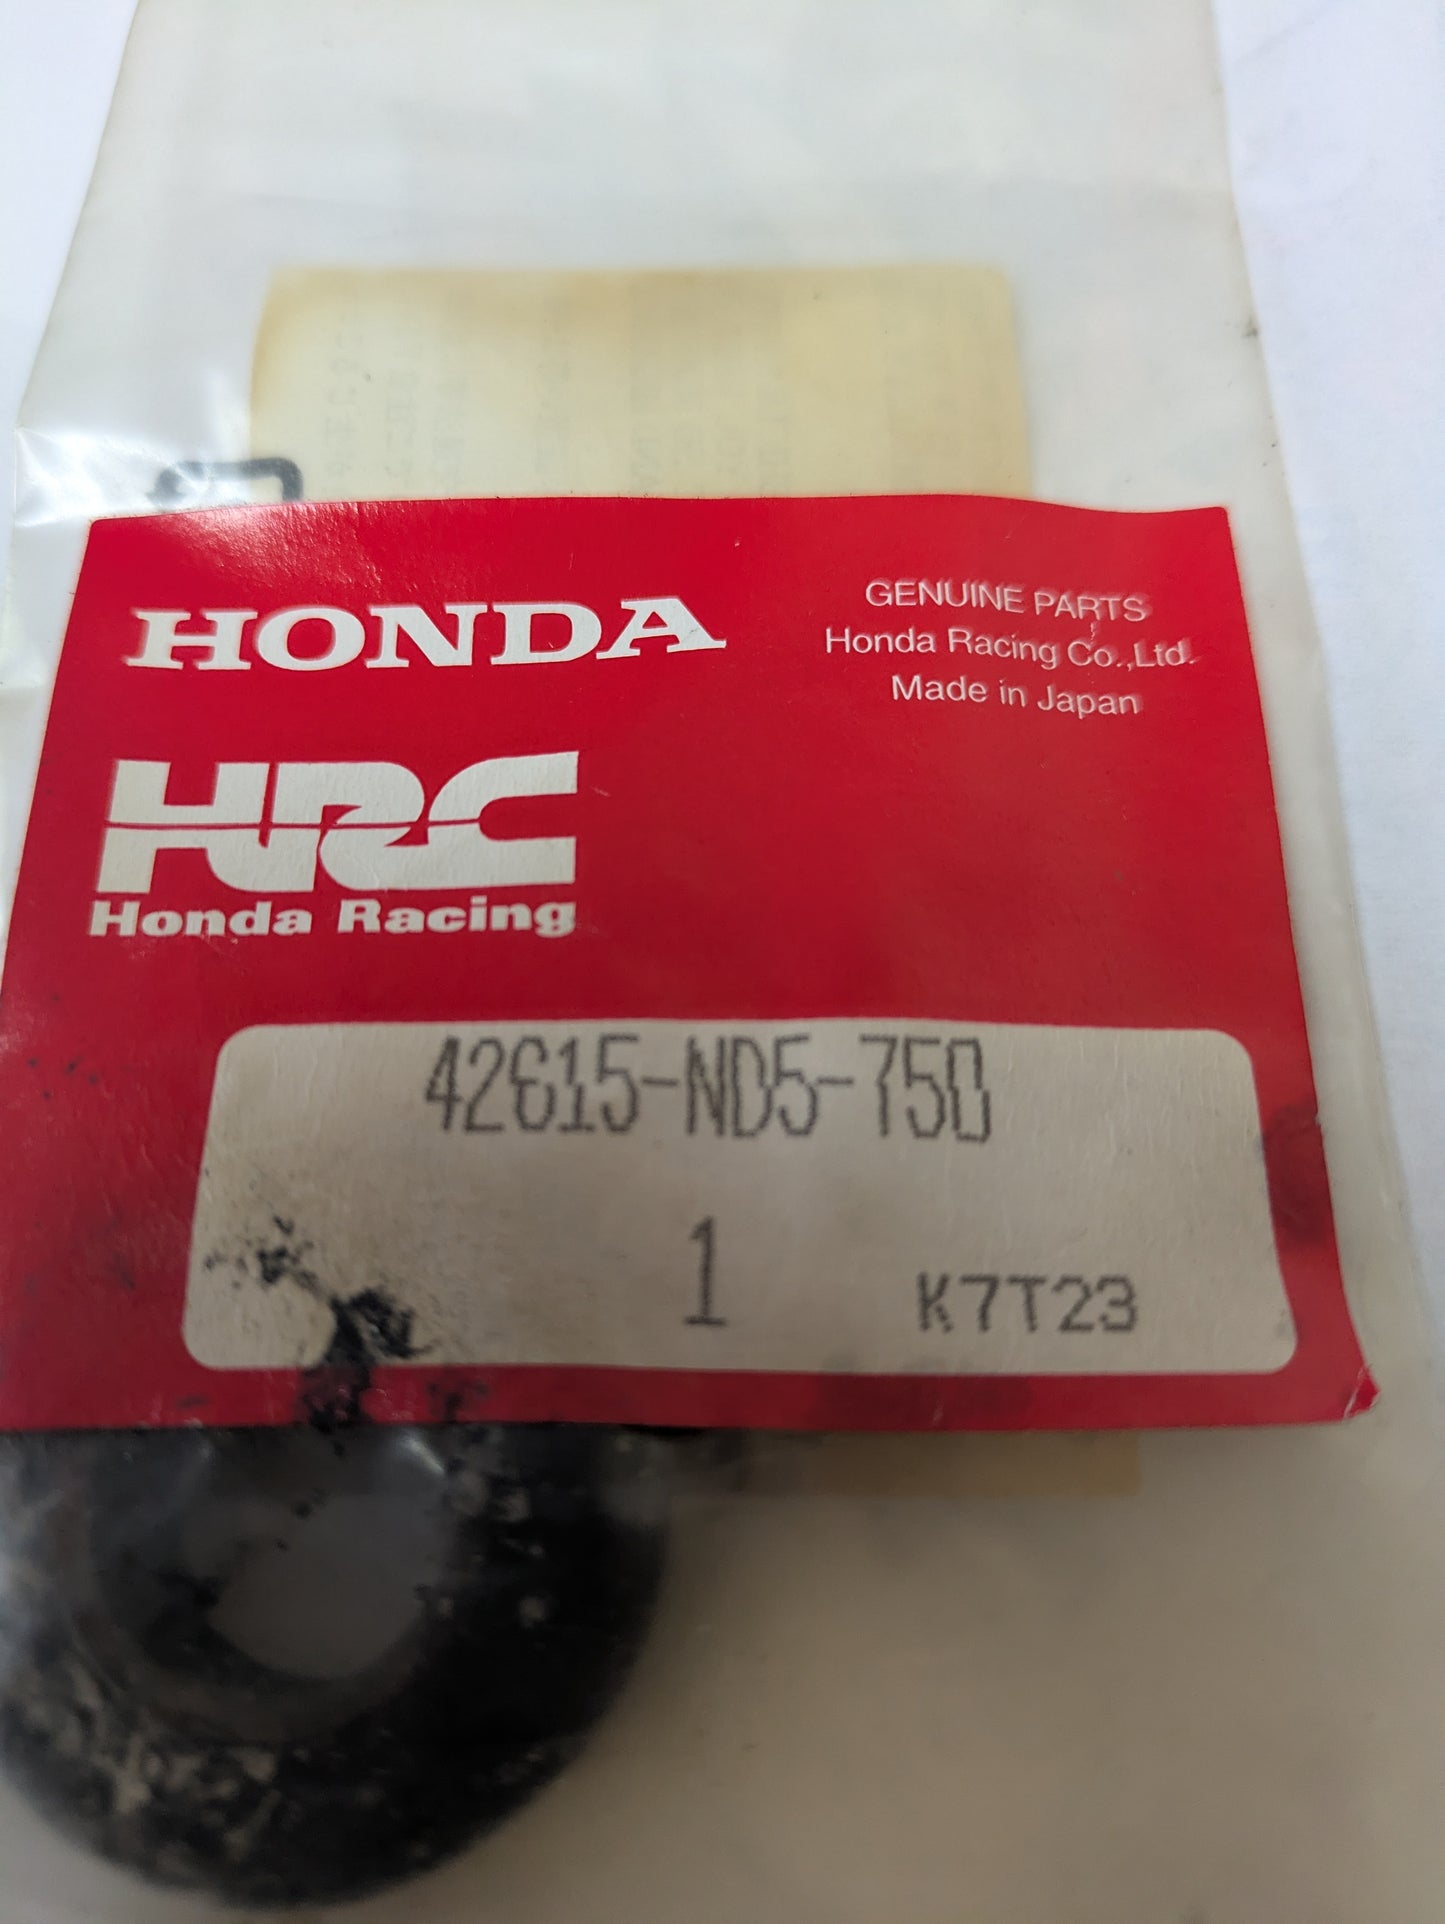 HONDA
GENUINE PARTS
Honda Racing Co.,Ltd.
Made in Japan
HRC
Honda Racing
42615-ND5-750
1
K7T23